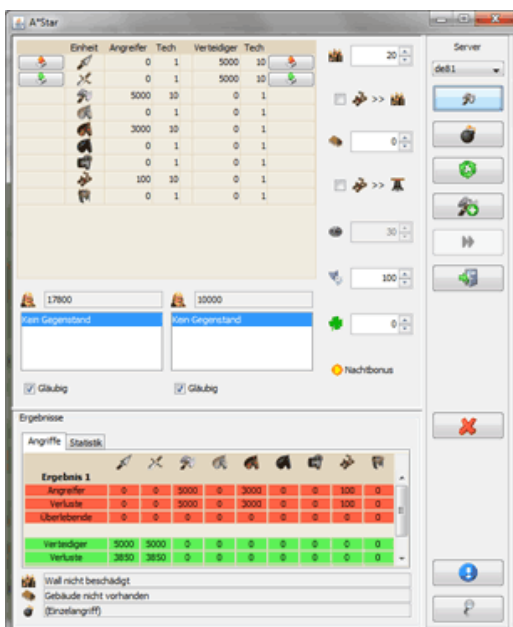 A*Star
Einheit Angreifer Tech Verteidiger Tech
0 1 5000 10
0 1 5000 10
5000 10 0 1
0 1 0 1
3000 10 0 1
0 1 0 1
0 1 0 1
100 10 0 1
0 1 0 1
20
>>
0
>>
30
100
0
Nachtbonus
Server
de81
17800 10000
Kein Gegenstand Kein Gegenstand
Gläubig Gläubig
Ergebnisse
Angriffe Statistik
Ergebnis 1
Angreifer 0 0 5000 0 3000 0 0 100 0
Verluste 0 0 5000 0 3000 0 0 100 0
Überlebende 0 0 0 0 0 0 0 0 0
Verteidiger 5000 5000 0 0 0 0 0 0 0
Verluste 3850 3850 0 0 0 0 0 0 0
Wall nicht beschädigt
Gebäude nicht vorhanden
(Einzelangriff)